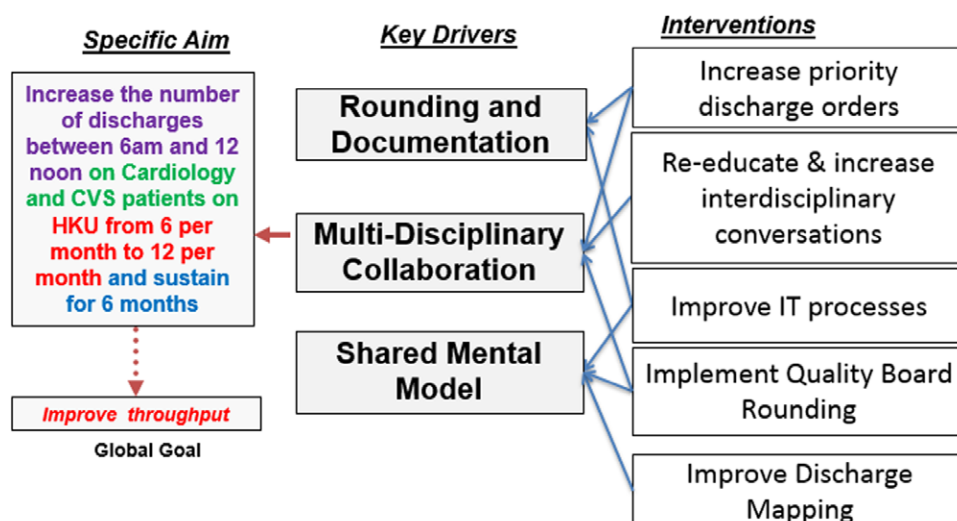 Specific Aim
Increase the number
of discharges
between 6am and 12
noon on Cardiology
and CVS patients on
HKU from 6 per
month to 12 per
month and sustain
for 6 months
Improve throughput
Global Goal
Key Drivers
Rounding and
Documentation
Multi-Disciplinary
Collaboration
Shared Mental
Model
Interventions
Increase priority
discharge orders
Re-educate & increase
interdisciplinary
conversations
Improve IT processes
Implement Quality Board
Rounding
Improve Discharge
Mapping